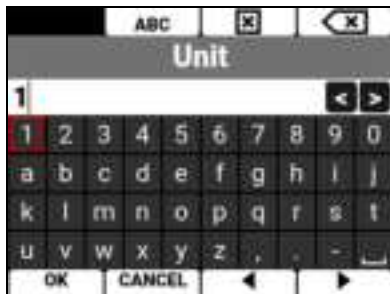 ABC
Unit
1
< >
1 2 3 4 5 6 7 8 9 0
a b c d e f g h i j
k l m n o p q r s t
u v w x y z , . -
OK CANCEL